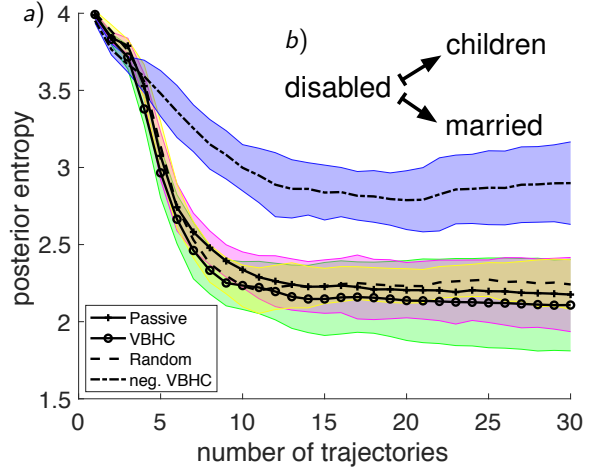 a)
b)
children
disabled
married
4
3.5
3
2.5
2
1.5
posterior entropy
Passive
VBHC
Random
neg. VBHC
0 5 10 15 20 25 30
number of trajectories